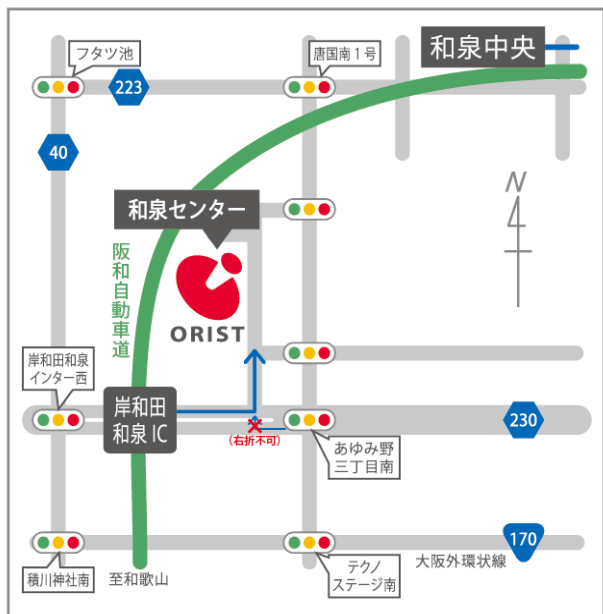 フタツ池
唐国南1号
和泉中央
223
40
N
和泉センター
阪和自動車道
ORIST
岸和田和泉
インター西
岸和田
和泉IC
(右折不可)
あゆみ野
三丁目南
230
積川神社南
至和歌山
テクノ
ステージ南
大阪外環状線
170